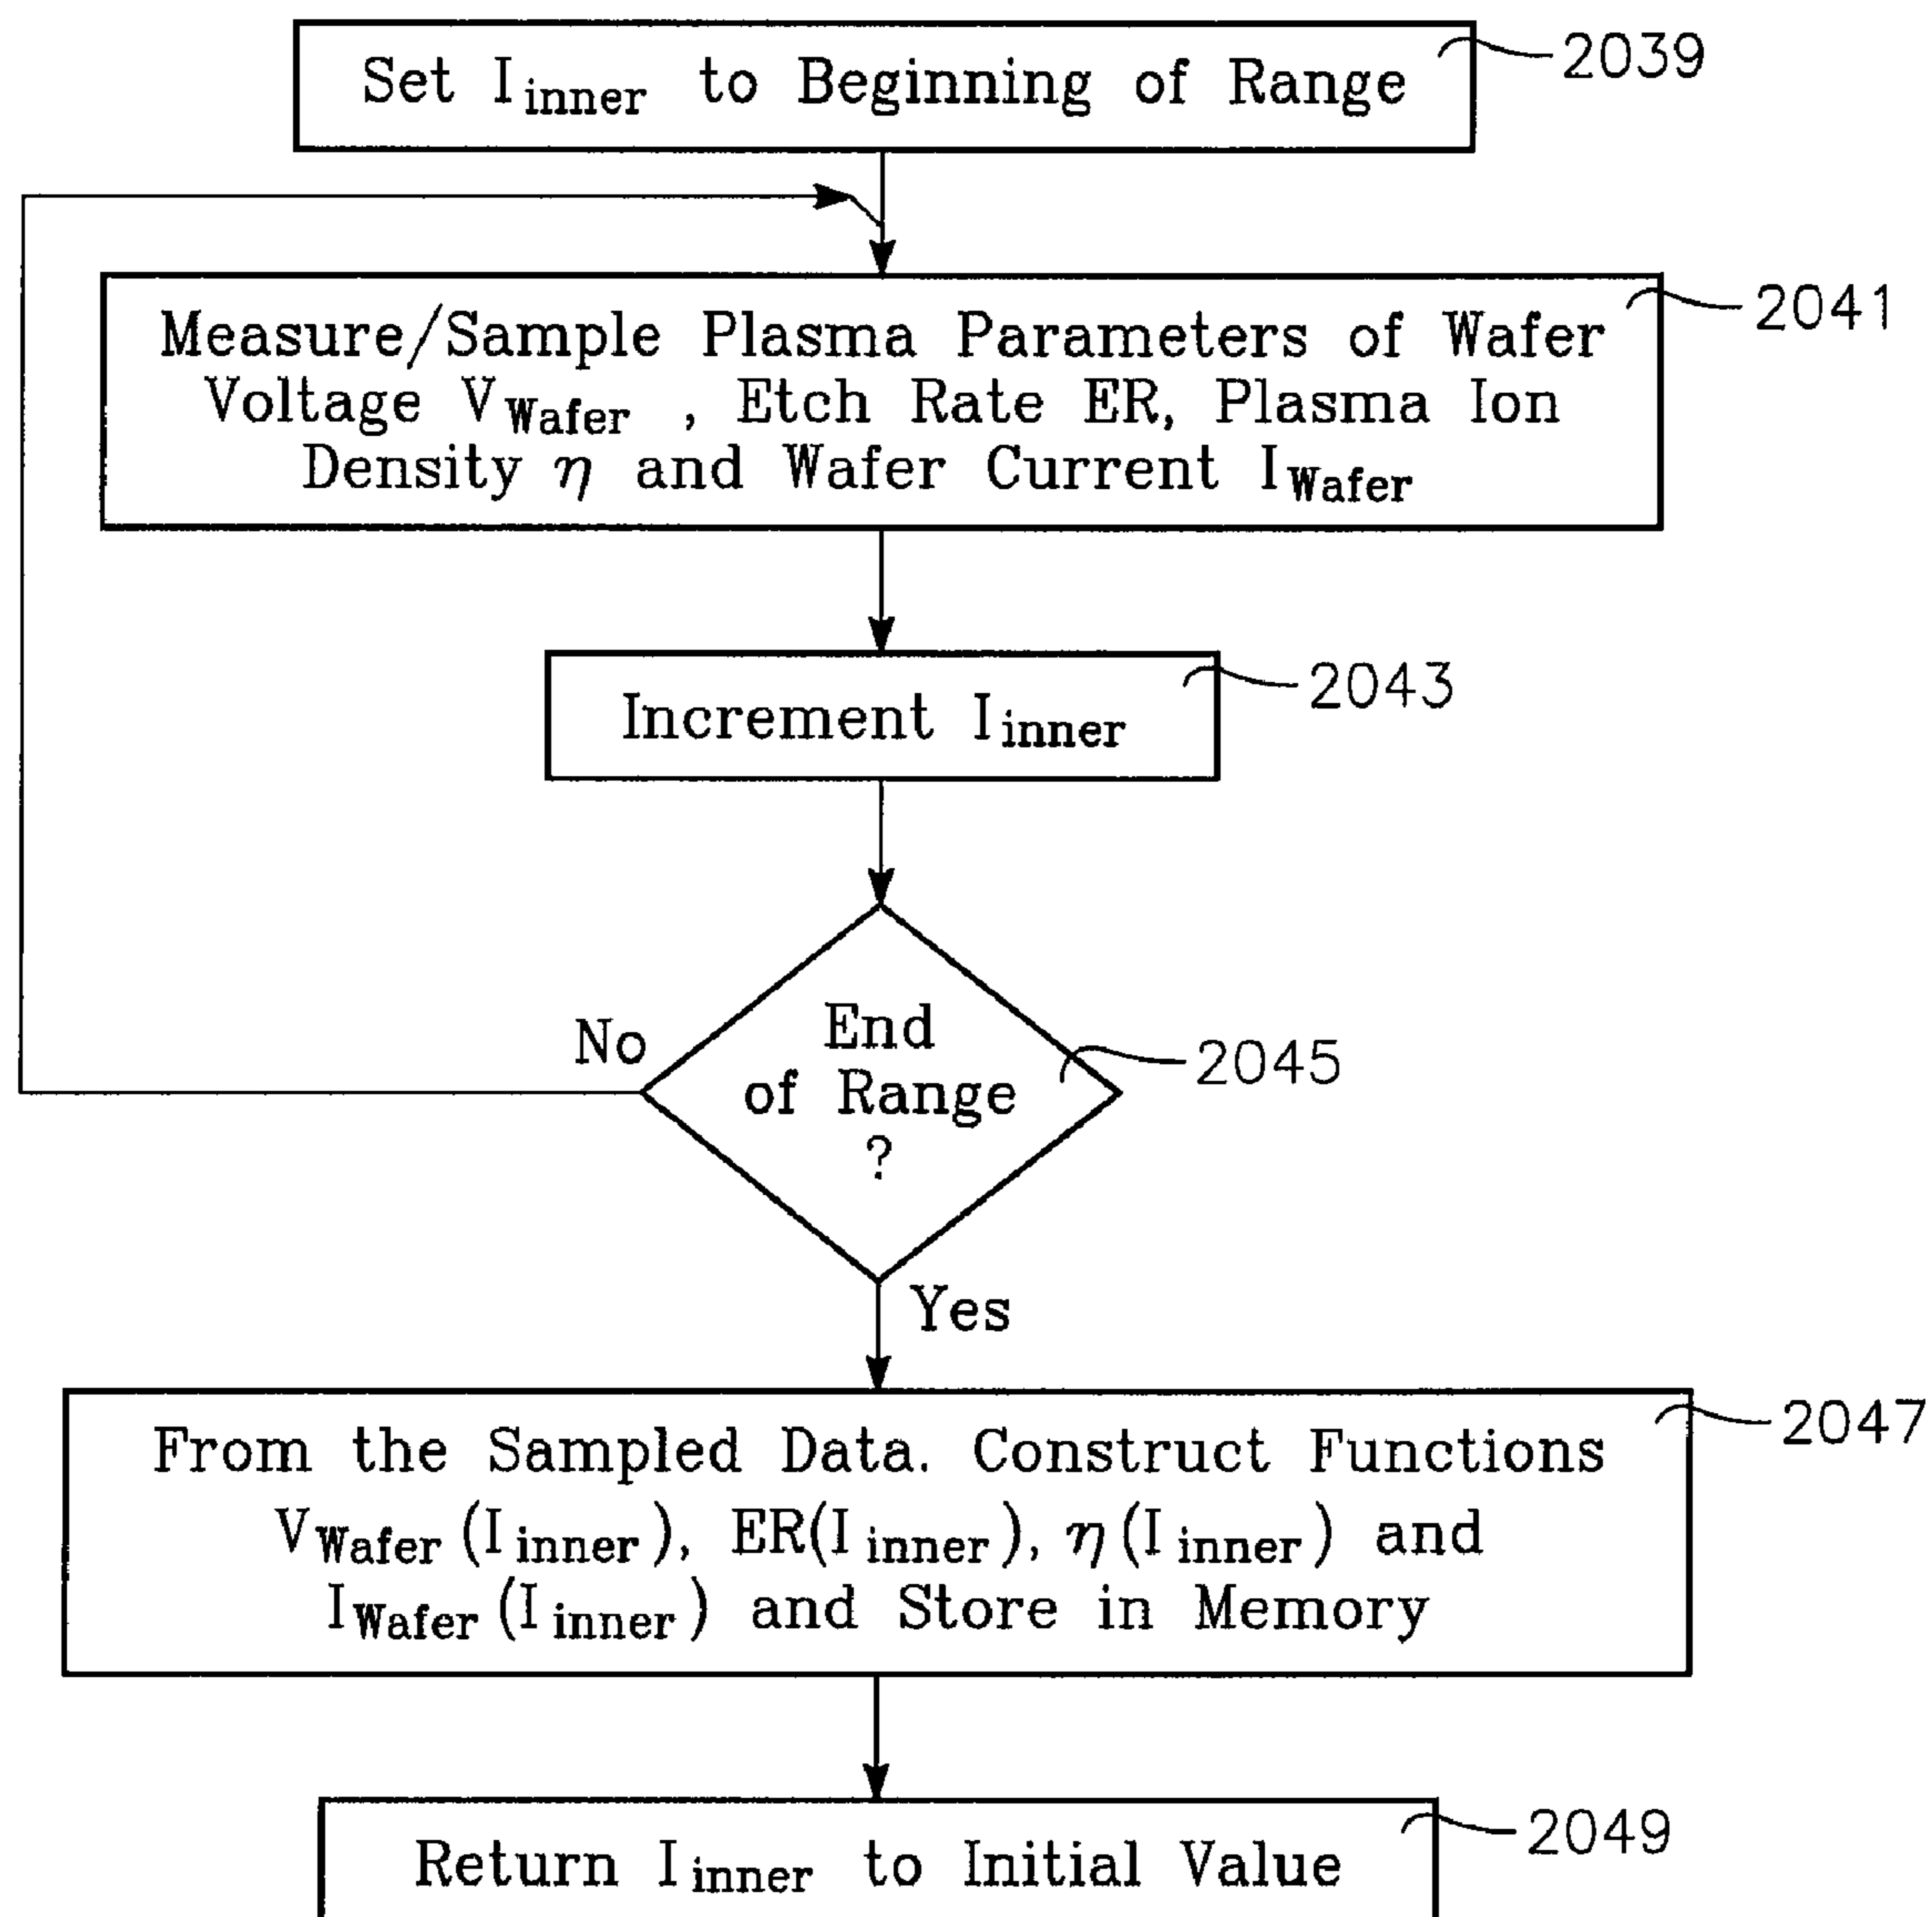 Set I inner to Beginning of Range
2039
Measure/Sample Plasma Parameters of Wafer
Voltage V Wafer , Etch Rate ER, Plasma Ion
Density η and Wafer Current I Wafer
2041
Increment I inner
2043
No
End
of Range
?
2045
Yes
From the Sampled Data. Construct Functions
V Wafer (I inner), ER(I inner), η(I inner) and
I Wafer (I inner) and Store in Memory
2047
Return I inner to Initial Value
2049